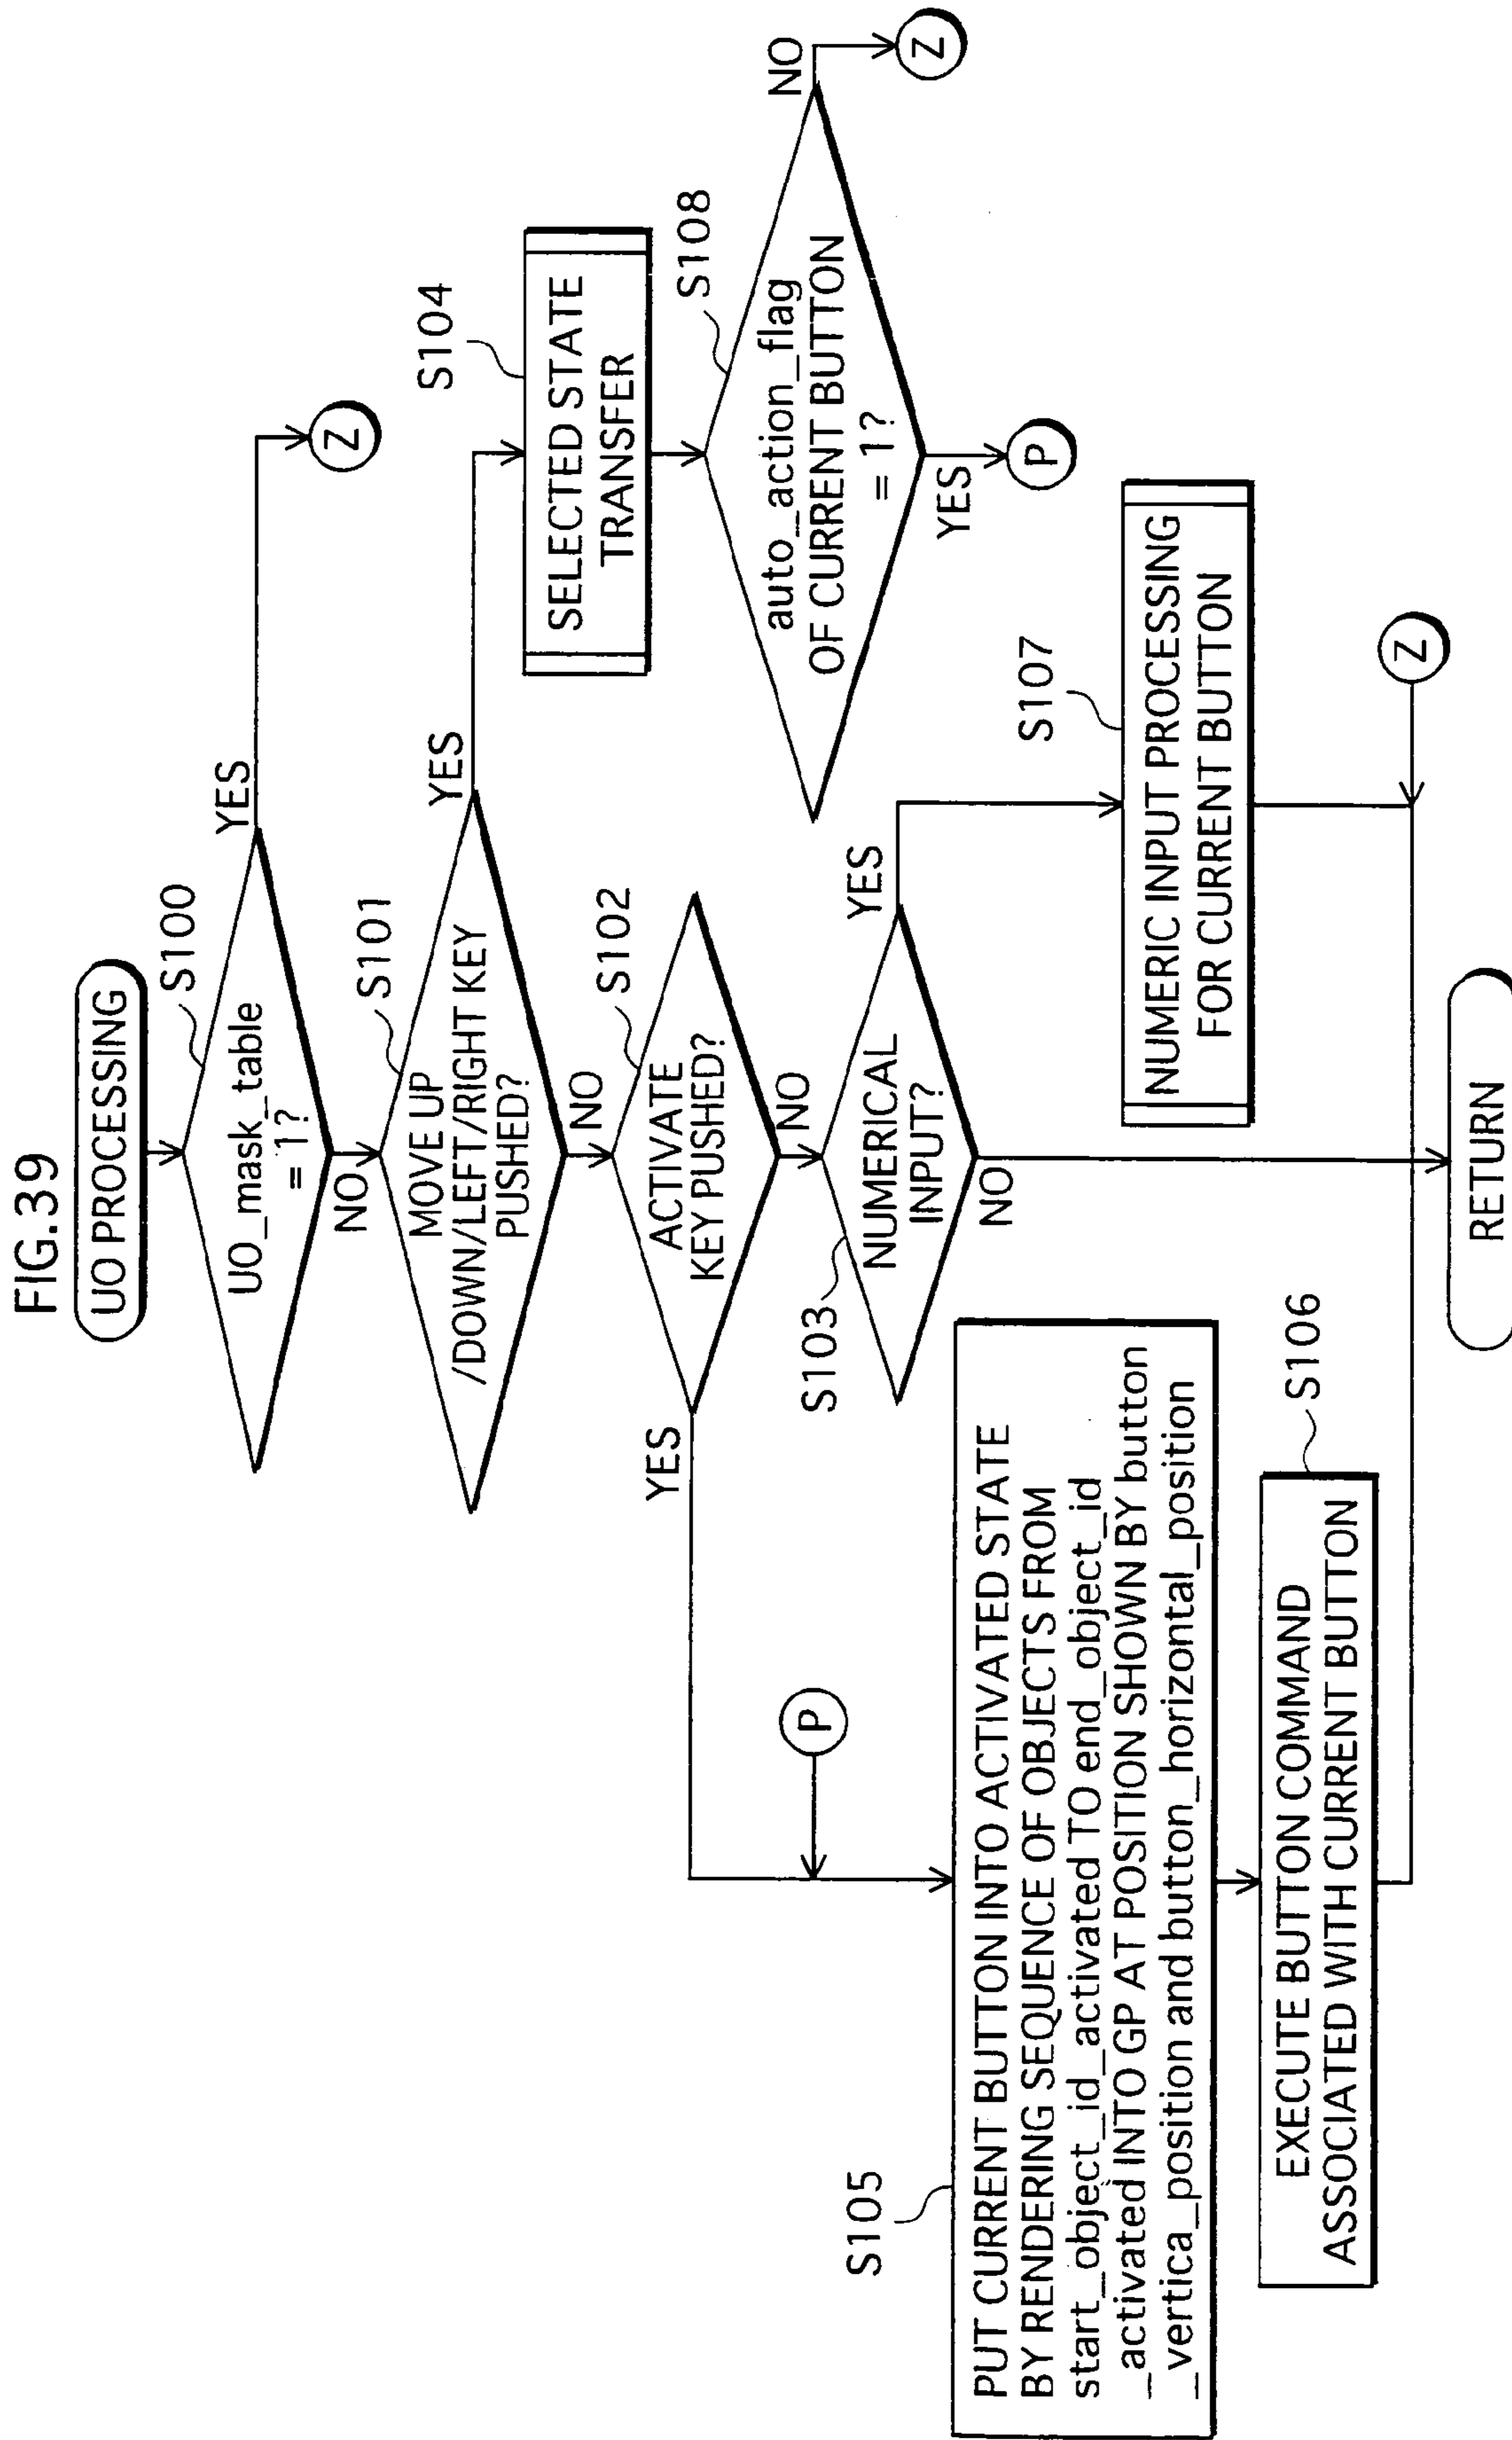 FIG.39
UO PROCESSING
S100
UO_mask_table
= 1?
YES
Z
NO
S101
MOVE UP
/DOWN/LEFT/RIGHT KEY
PUSHED?
YES
NO
S104
SELECTED STATE
TRANSFER
S108
auto_action_flag
OF CURRENT BUTTON
= 1?
NO
Z
YES
P
S102
ACTIVATE
KEY PUSHED?
YES
NO
S103
NUMERICAL
INPUT?
YES
NO
S107
NUMERIC INPUT PROCESSING
FOR CURRENT BUTTON
Z
P
S105
PUT CURRENT BUTTON INTO ACTIVATED STATE
BY RENDERING SEQUENCE OF OBJECTS FROM
start_object_id_activated TO end_object_id
_activated INTO GP AT POSITION SHOWN BY button
_vertica_position and button_horizontal_position
S106
EXECUTE BUTTON COMMAND
ASSOCIATED WITH CURRENT BUTTON
RETURN